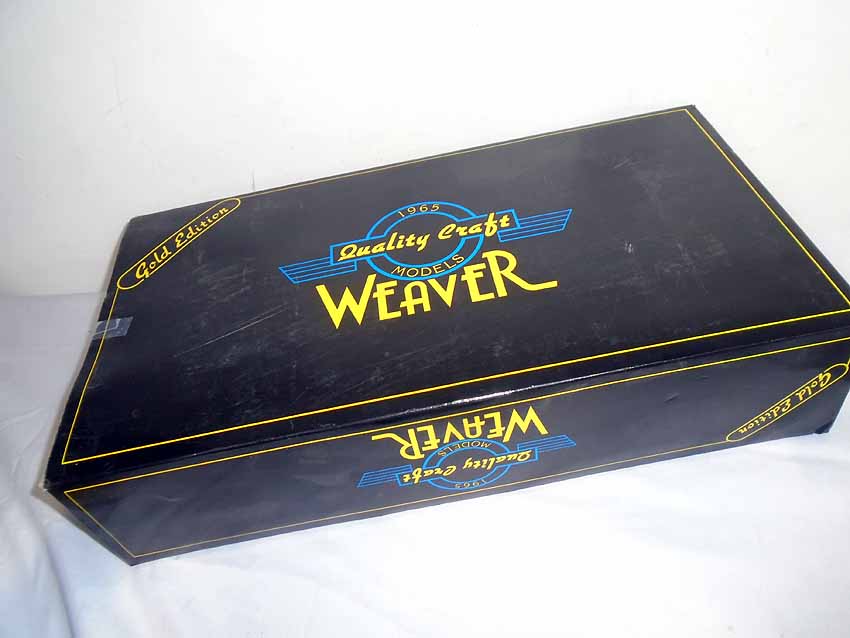 Gold Edition
1965
Quality Craft
MODELS
WEAVER
Gold Edition
WEAVER
MODELS
Quality Craft
1965